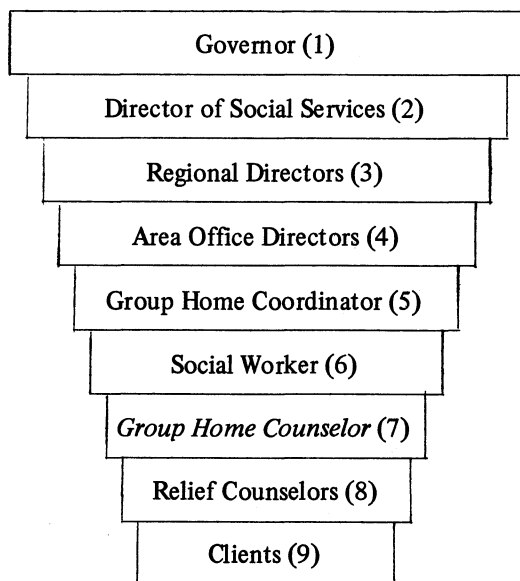 Governor (1)
Director of Social Services (2)
Regional Directors (3)
Area Office Directors (4)
Group Home Coordinator (5)
Social Worker (6)
Group Home Counselor (7)
Relief Counselors (8)
Clients (9)